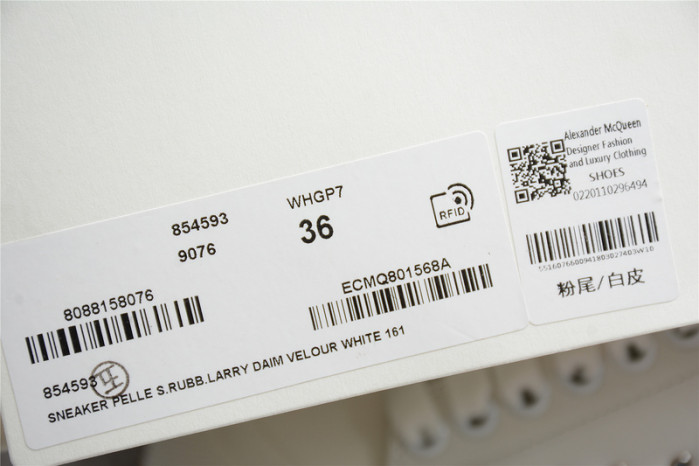 854593
9076
WHGP7
36
RFID
8088158076
ECMQ801568A
854593
SNEAKER PELLE S.RUBB.LARRY DAIM VELOUR WHITE 161
Alexander McQueen
Designer Fashion
and Luxury Clothing
SHOES
0220110296494
5516076600941803027403W16
粉尾/白皮